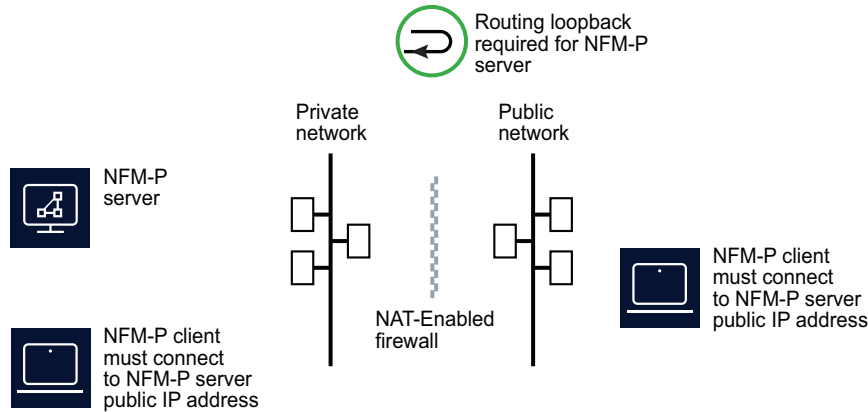 Routing loopback
required for NFM-P
server
Private
network
Public
network
NFM-P
server
NFM-P client
must connect
to NFM-P server
public IP address
NAT-Enabled
firewall
NFM-P client
must connect
to NFM-P server
public IP address